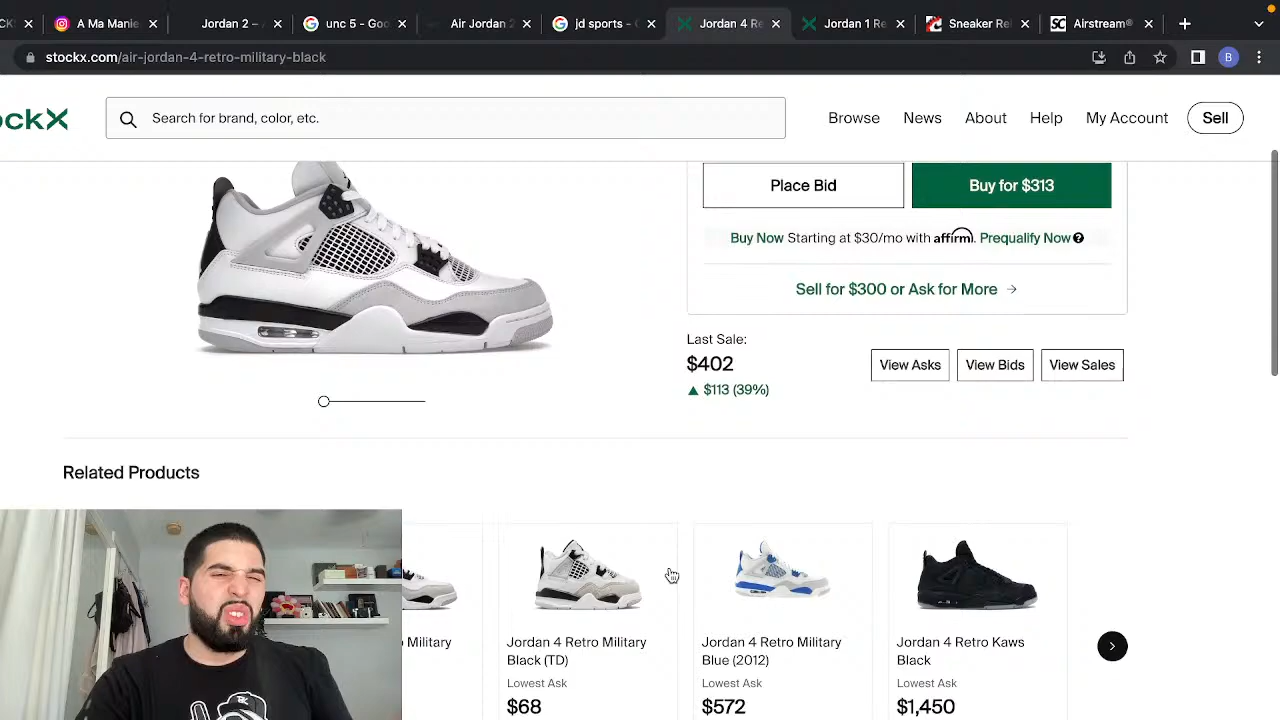 A Ma Manie
Jordan 2 –
unc 5 - Goo
Air Jordan 2
jd sports -
Jordan 4 Re
Jordan 1 Re
Sneaker Rel
SC Airstream®
stockx.com/air-jordan-4-retro-military-black
B
ockX
Search for brand, color, etc.
Browse
News
About
Help
My Account
Sell
Place Bid
Buy for $313
Buy Now Starting at $30/mo with affirm. Prequalify Now
Sell for $300 or Ask for More →
Last Sale:
$402
▲ $113 (39%)
View Asks
View Bids
View Sales
Related Products
Military
Jordan 4 Retro Military
Black (TD)
Lowest Ask
$68
Jordan 4 Retro Military
Blue (2012)
Lowest Ask
$572
Jordan 4 Retro Kaws
Black
Lowest Ask
$1,450